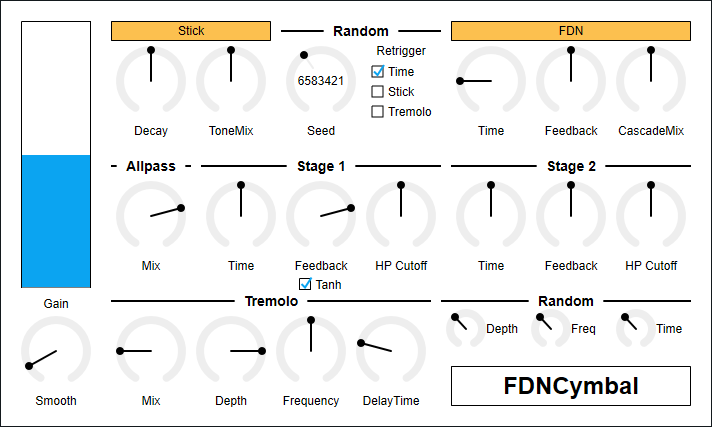 Stick
Random
FDN
Retrigger
6583421
Time
Stick
Tremolo
Decay
ToneMix
Seed
Time
Feedback
CascadeMix
Allpass
Stage 1
Stage 2
Mix
Time
Feedback
HP Cutoff
Time
Feedback
HP Cutoff
Tanh
Gain
Tremolo
Random
Depth
Freq
Time
Smooth
Mix
Depth
Frequency
DelayTime
FDNCymbal